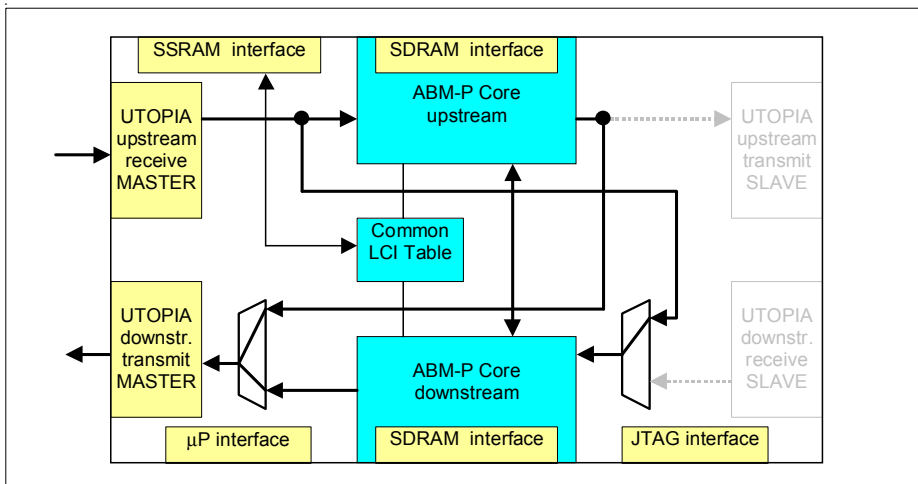 SSRAM interface
SDRAM interface
UTOPIA
upstream
receive
MASTER
ABM-P Core
upstream
UTOPIA
upstream
transmit
SLAVE
Common
LCI Table
UTOPIA
downstr.
transmit
MASTER
ABM-P Core
downstream
UTOPIA
downstr.
receive
SLAVE
µP interface
SDRAM interface
JTAG interface